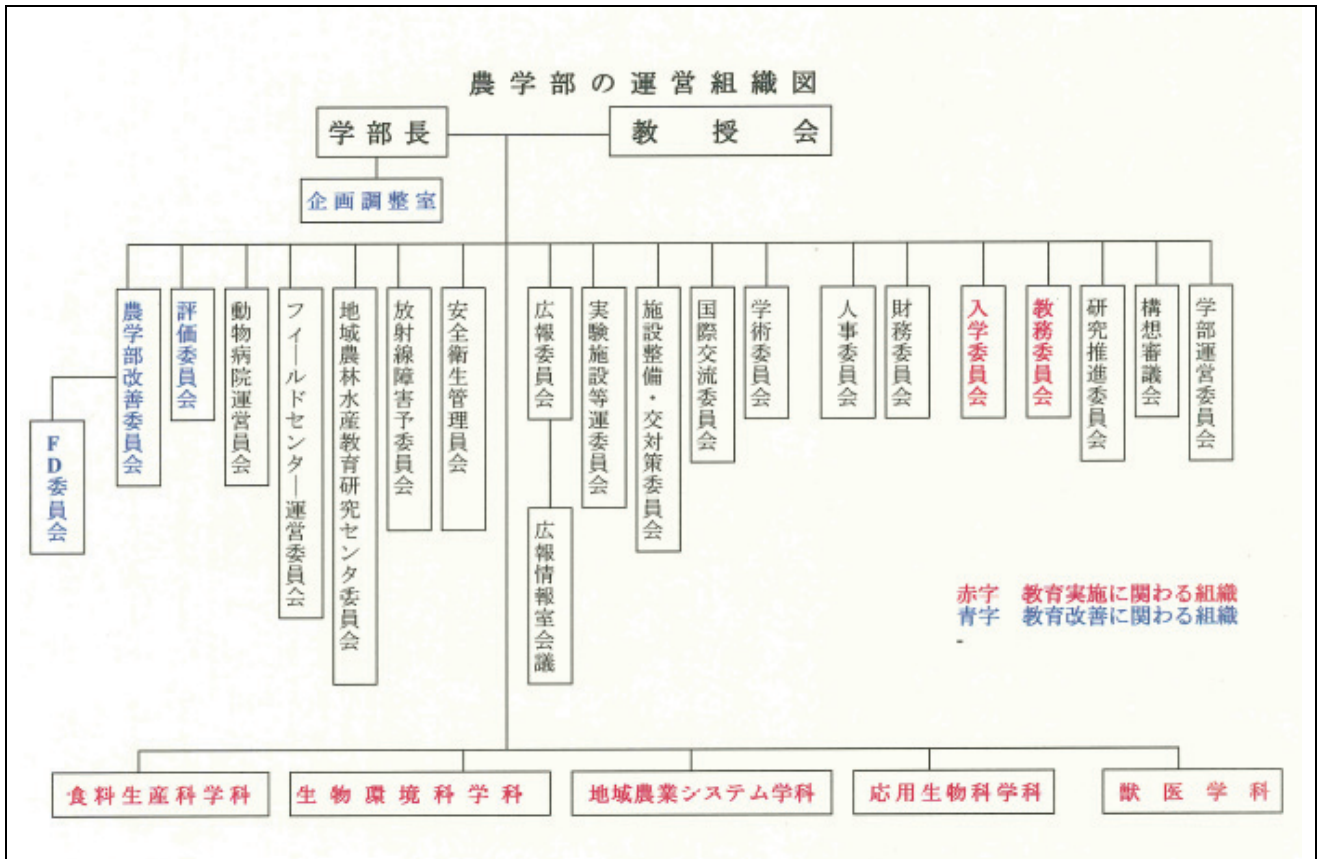 農学部の運営組織図
学部長
教授会
企画調整室
農学部改善委員会
評価委員会
動物病院運営員会
フィールドセンター運営委員会
地域農林水産教育研究センタ委員会
放射線障害予委員会
安全衛生管理員会
広報委員会
実験施設等運委員会
施設整備・交対策委員会
国際交流委員会
学術委員会
人事委員会
財務委員会
入学委員会
教務委員会
研究推進委員会
構想審議会
学部運営委員会
FD委員会
広報情報室会議
赤字 教育実施に関わる組織
青字 教育改善に関わる組織
-
食料生産科学科
生物環境科学科
地域農業システム学科
応用生物科学科
獣医学科